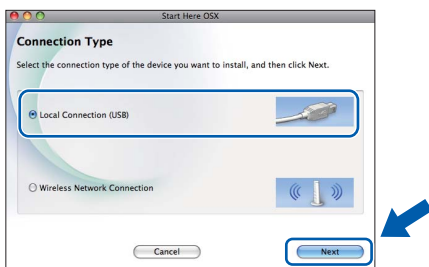 Start Here OSX
Connection Type
Select the connection type of the device you want to install, and then click Next.
Local Connection (USB)
Wireless Network Connection
Cancel
Next